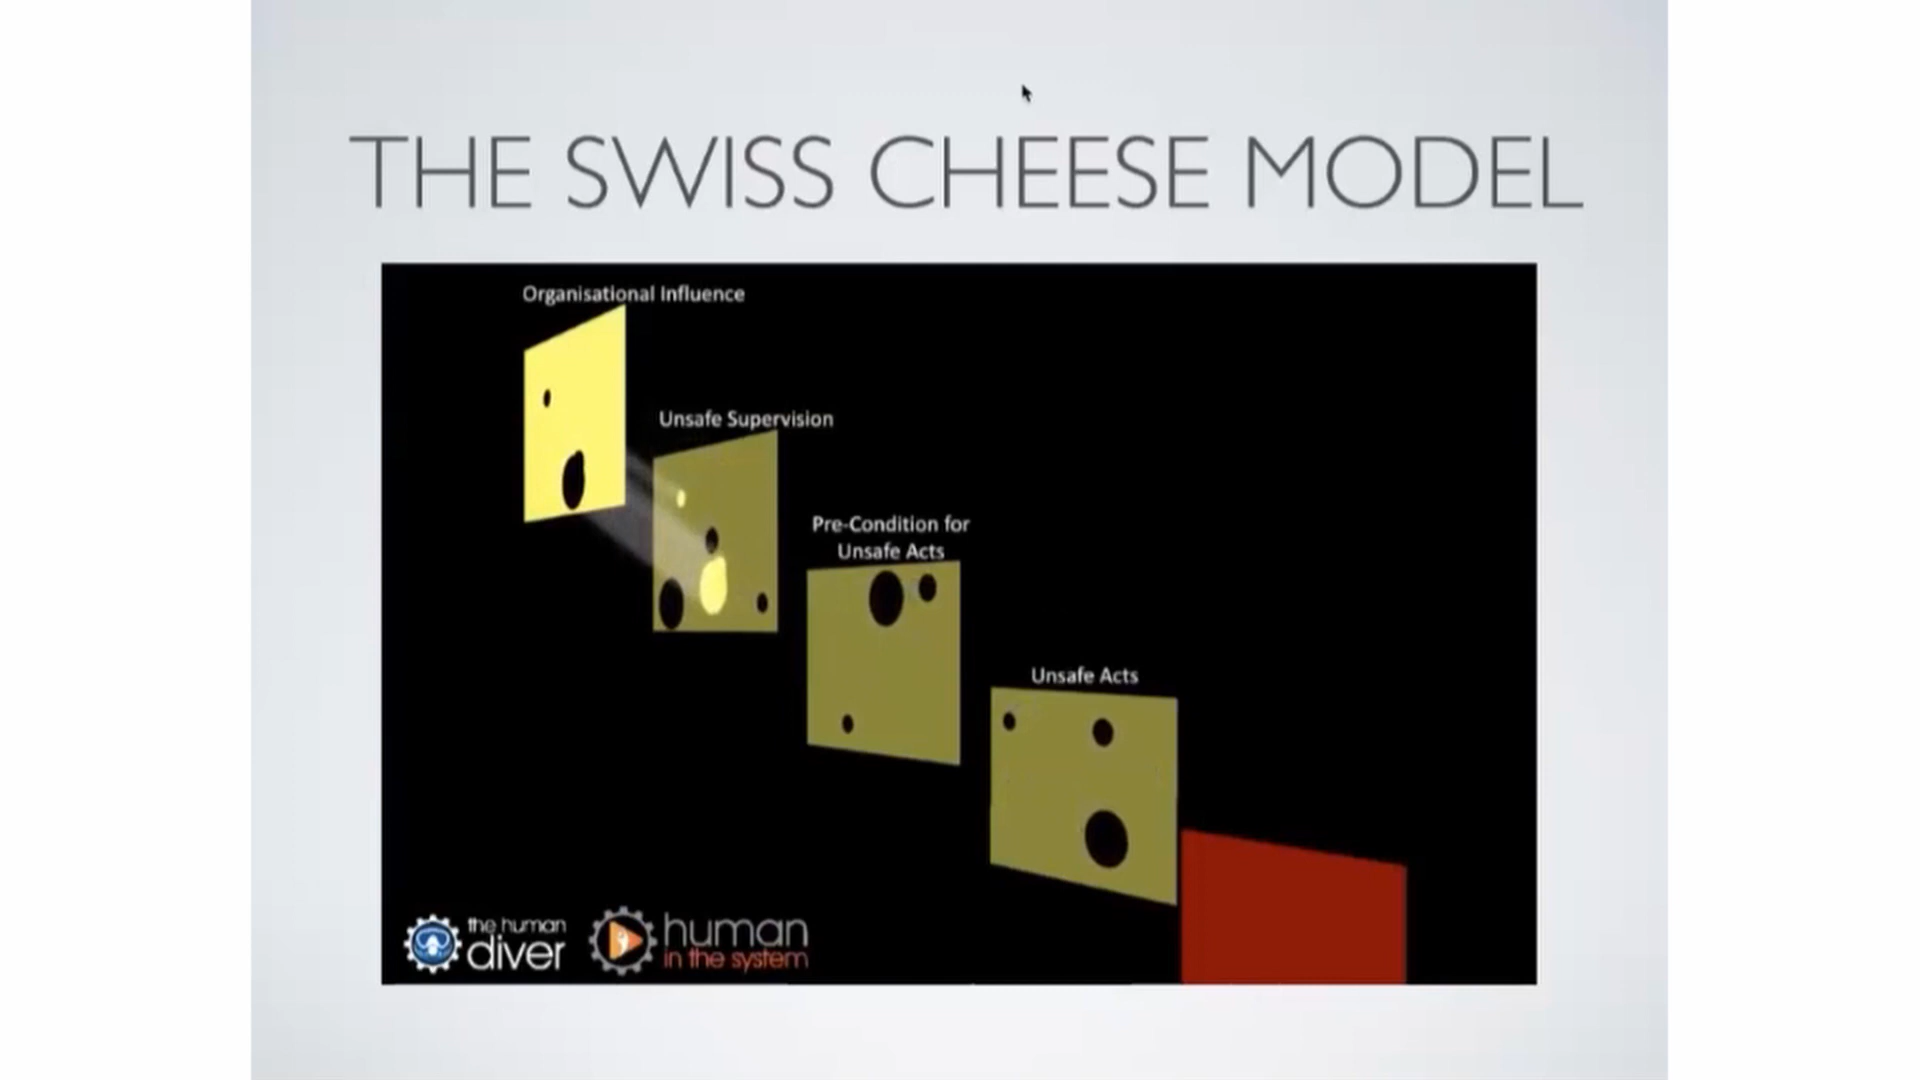 THE SWISS CHEESE MODEL
Organisational Influence
Unsafe Supervision
Pre-Condition for
Unsafe Acts
Unsafe Acts
the human
diver
human
in the system